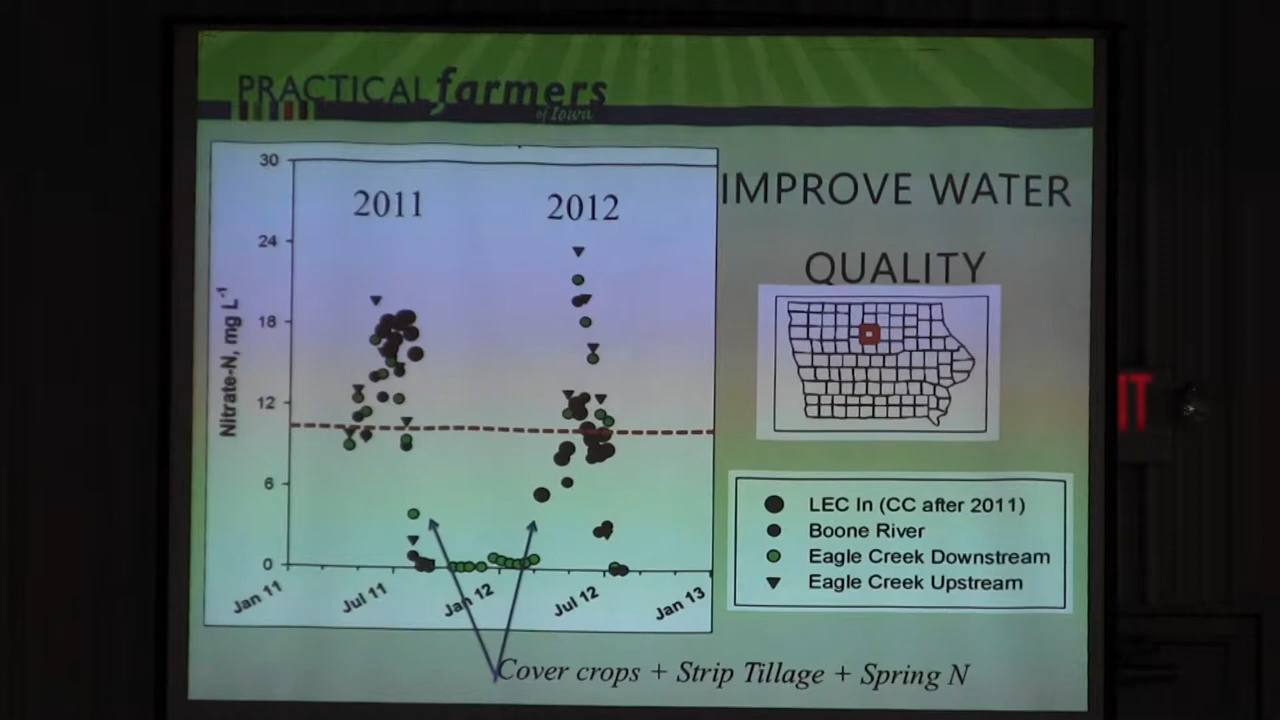 PRACTICAL farmers
of Iowa
IMPROVE WATER
QUALITY
2011
2012
30
24
18
12
6
0
Nitrate-N, mg L-1
Jan 11
Jul 11
Jan 12
Jul 12
Jan 13
LEC In (CC after 2011)
Boone River
Eagle Creek Downstream
Eagle Creek Upstream
Cover crops + Strip Tillage + Spring N
IT